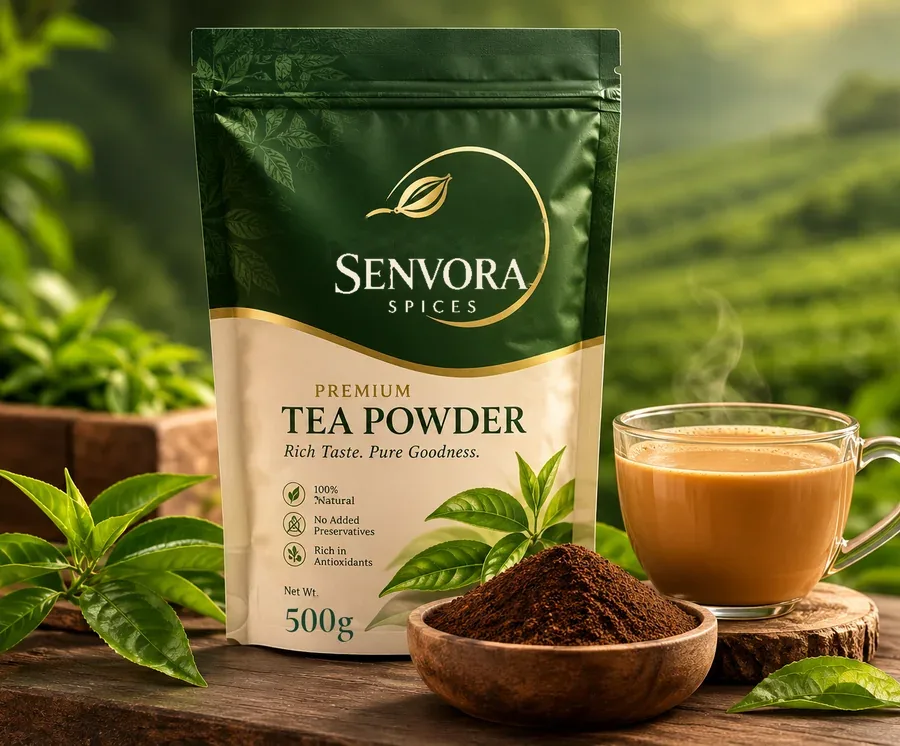 SENVORA
SPICES
PREMIUM
TEA POWDER
Rich Taste. Pure Goodness.
100%
Natural
No Added
Preservatives
Rich in
Antioxidants
Net Wt.
500g